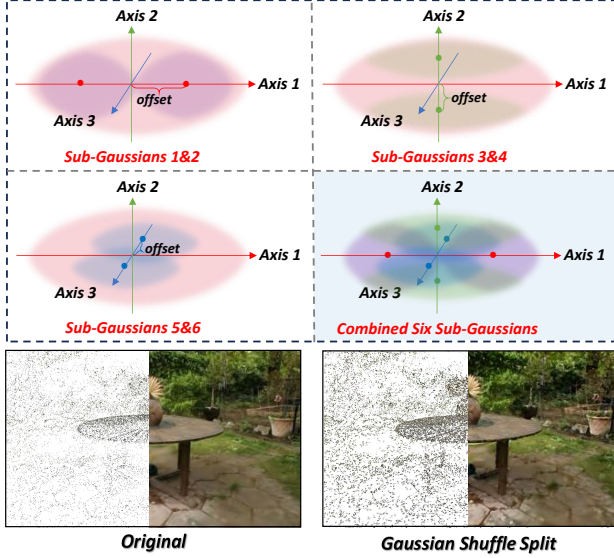 Axis 2
Axis 1
Axis 3
offset
Sub-Gaussians 1&2
Axis 2
Axis 1
Axis 3
offset
Sub-Gaussians 3&4
Axis 2
Axis 1
Axis 3
offset
Sub-Gaussians 5&6
Axis 2
Axis 1
Axis 3
Combined Six Sub-Gaussians
Original
Gaussian Shuffle Split